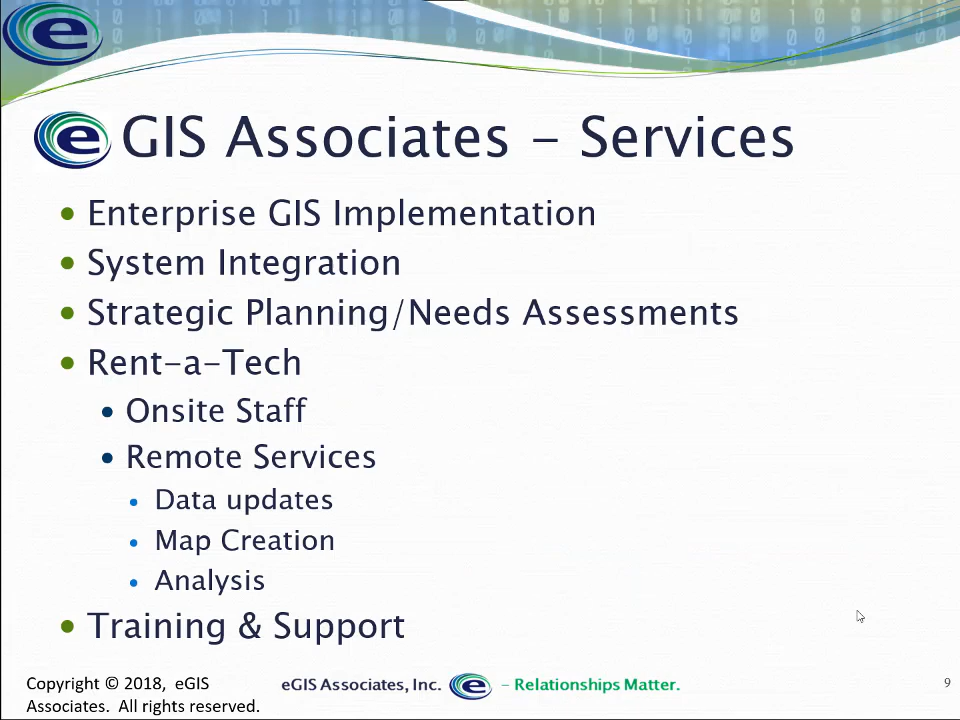 e
e GIS Associates - Services
• Enterprise GIS Implementation
• System Integration
• Strategic Planning/Needs Assessments
• Rent-a-Tech
• Onsite Staff
• Remote Services
• Data updates
• Map Creation
• Analysis
• Training & Support
Copyright © 2018, eGIS
Associates. All rights reserved.
eGIS Associates, Inc. e - Relationships Matter.
9